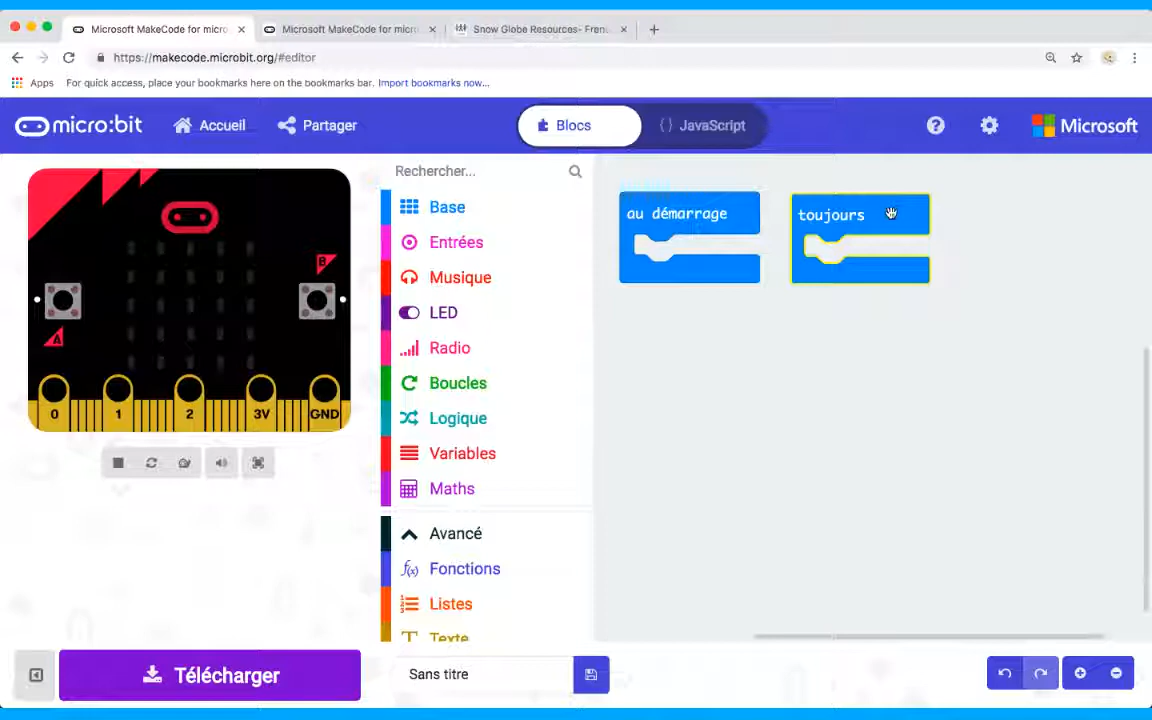 Microsoft MakeCode for micro
Microsoft MakeCode for micro
Snow Globe Resources- Fren
https://makecode.microbit.org/#editor
Apps For quick access, place your bookmarks here on the bookmarks bar. Import bookmarks now...
micro:bit Accueil Partager Blocs JavaScript Microsoft
Rechercher...
Base
Entrées
Musique
LED
Radio
Boucles
Logique
Variables
Maths
Avancé
Fonctions
Listes
Texte
au démarrage
toujours
B
A
0 1 2 3V GND
Télécharger
Sans titre